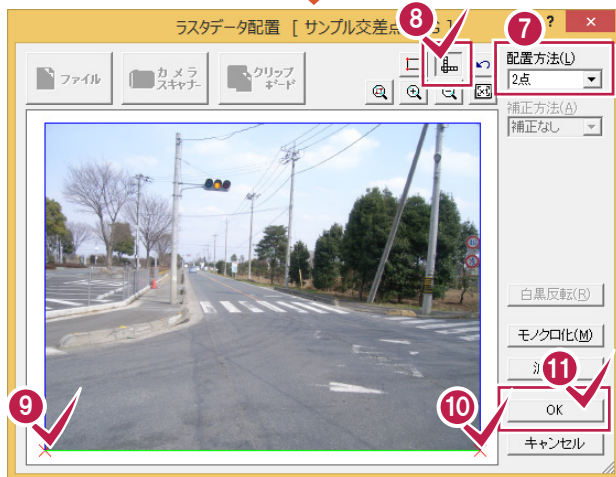 ラスタデータ配置 [ サンプル交差点
?
×
8
7
ファイル
カメラ
スキャナー
クリップ
ボード
配置方法(L)
2点
補正方法(A)
補正なし
白黒反転(R)
モノクロ化(M)
11
9
10
OK
キャンセル